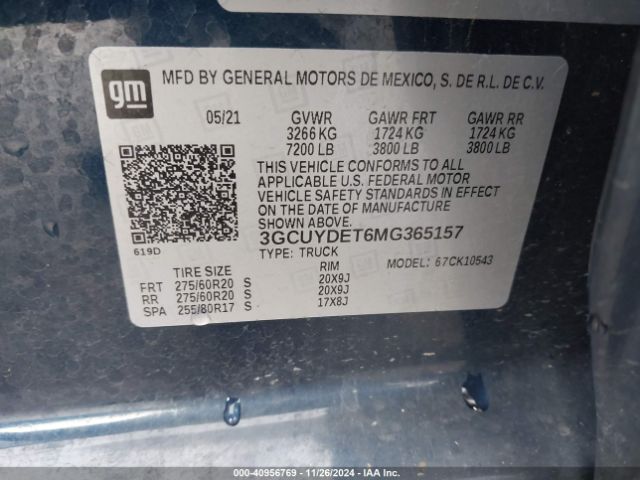 gm
MFD BY GENERAL MOTORS DE MEXICO, S. DE R.L. DE C.V.
05/21 GVWR GAWR FRT GAWR RR
3266 KG 1724 KG 1724 KG
7200 LB 3800 LB 3800 LB
THIS VEHICLE CONFORMS TO ALL
APPLICABLE U.S. FEDERAL MOTOR
VEHICLE SAFETY STANDARDS IN EFFECT
ON THE DATE OF MANUFACTURE
SHOWN ABOVE.
3GCUYDET6MG365157
619D
TYPE: TRUCK MODEL: 67CK10543
TIRE SIZE RIM
FRT 275/60R20 S 20X9J
RR 275/60R20 S 20X9J
SPA 255/80R17 S 17X8J
000-40956769 - 11/26/2024 - IAA Inc.